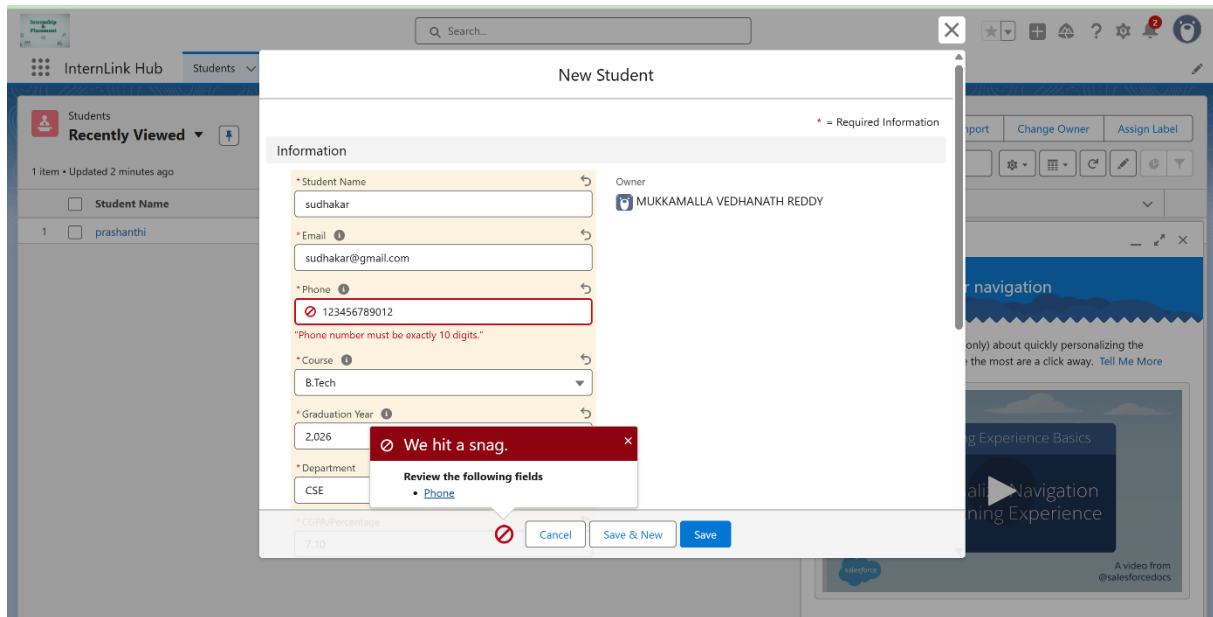 Internship
&
Placement
Search...
2
InternLink Hub
Students
New Student
* = Required Information
Students
Recently Viewed
1 item • Updated 2 minutes ago
Change Owner
Assign Label
Information
Student Name
1 prashanthi
*Student Name
sudhakar
Owner
MUKKAMALLA VEDHANATH REDDY
*Email
sudhakar@gmail.com
*Phone
123456789012
"Phone number must be exactly 10 digits."
*Course
B.Tech
*Graduation Year
2,026
*Department
CSE
*CGPA/Percentage
7.10
We hit a snag.
Review the following fields
• Phone
Cancel
Save & New
Save
navigation
only) about quickly personalizing the
the most are a click away. Tell Me More
Experience Basics
Navigation
Experience
salesforce
A video from
@salesforcedocs